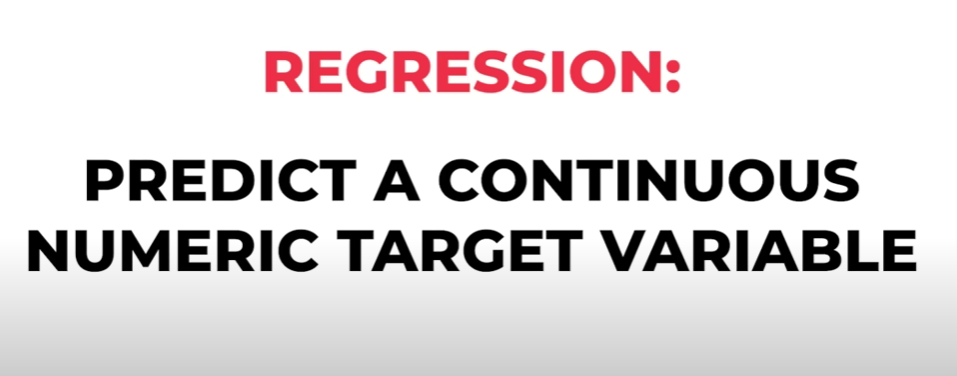 REGRESSION:
PREDICT A CONTINUOUS
NUMERIC TARGET VARIABLE